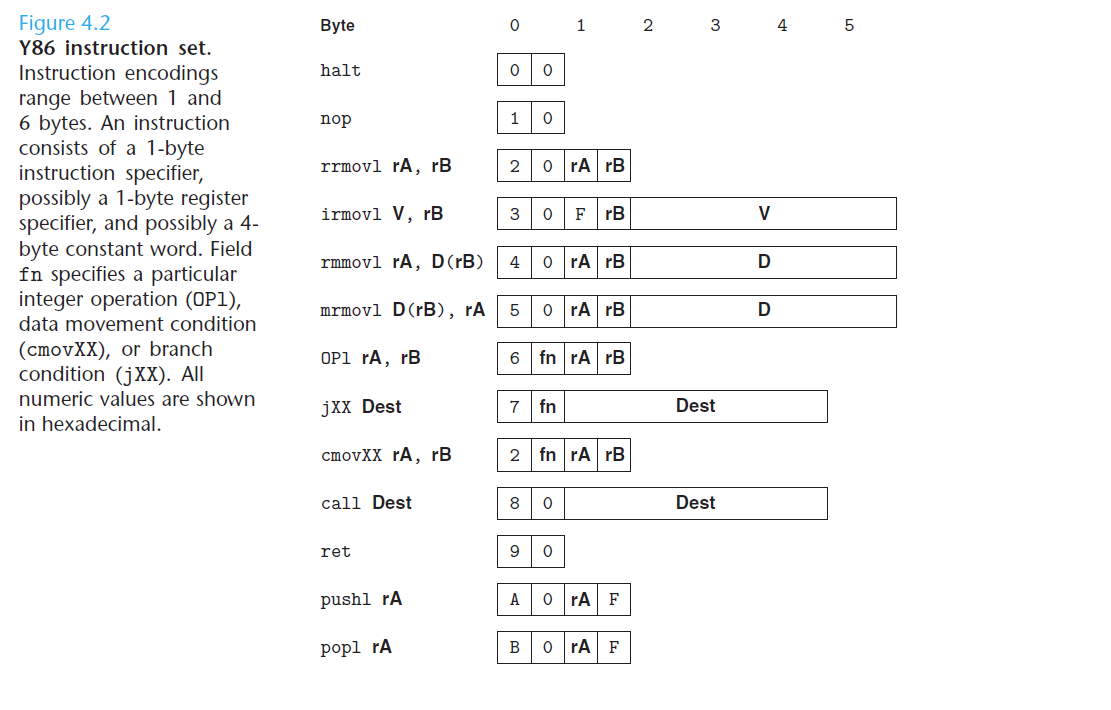 Figure 4.2
Y86 instruction set.
Instruction encodings
range between 1 and
6 bytes. An instruction
consists of a 1-byte
instruction specifier,
possibly a 1-byte register
specifier, and possibly a 4-
byte constant word. Field
fn specifies a particular
integer operation (OPl),
data movement condition
(cmovXX), or branch
condition (jXX). All
numeric values are shown
in hexadecimal.
Byte 0 1 2 3 4 5
halt 0 0
nop 1 0
rrmovl rA, rB 2 0 rA rB
irmovl V, rB 3 0 F rB V
rmmovl rA, D(rB) 4 0 rA rB D
mrmovl D(rB), rA 5 0 rA rB D
OPl rA, rB 6 fn rA rB
jXX Dest 7 fn Dest
cmovXX rA, rB 2 fn rA rB
call Dest 8 0 Dest
ret 9 0
pushl rA A 0 rA F
popl rA B 0 rA F